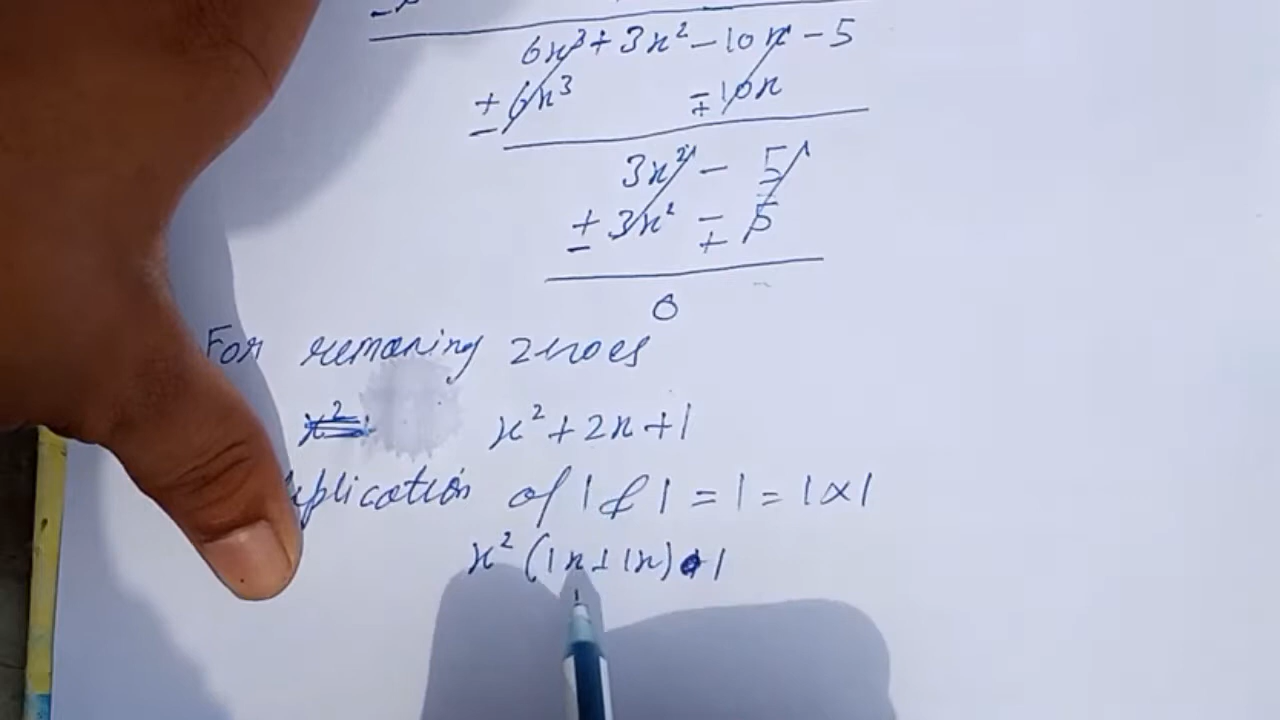 6x³ + 3x² - 10x - 5
± 6x³ ∓ 10x
3x² - 5
± 3x² ∓ 5
0
For remaning zeroes
x² + 2x + 1
of 1 & 1 = 1 = 1 × 1
x² (1x + 1x) + 1